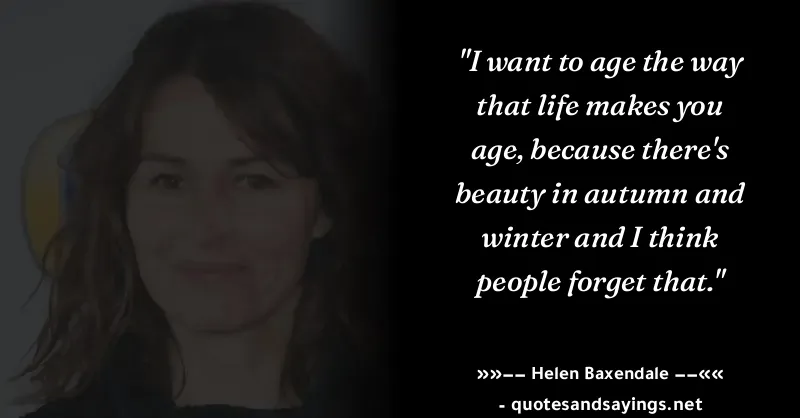 "I want to age the way
that life makes you
age, because there's
beauty in autumn and
winter and I think
people forget that."
»»−− Helen Baxendale −−««
- quotesandsayings.net